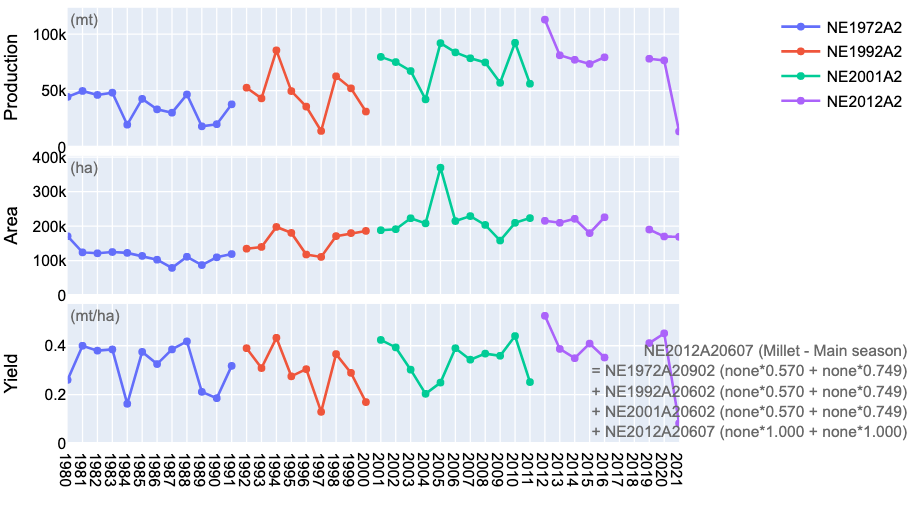 (mt)
Production
100k
50k
0
NE1972A2
NE1992A2
NE2001A2
NE2012A2
(ha)
Area
400k
300k
200k
100k
0
(mt/ha)
Yield
0.4
0.2
0
NE2012A20607 (Millet - Main season)
= NE1972A20902 (none*0.570 + none*0.749)
+ NE1992A20602 (none*0.570 + none*0.749)
+ NE2001A20602 (none*0.570 + none*0.749)
+ NE2012A20607 (none*1.000 + none*1.000)
1980
1981
1982
1983
1984
1985
1986
1987
1988
1989
1990
1991
1992
1993
1994
1995
1996
1997
1998
1999
2000
2001
2002
2003
2004
2005
2006
2007
2008
2009
2010
2011
2012
2013
2014
2015
2016
2017
2018
2019
2020
2021